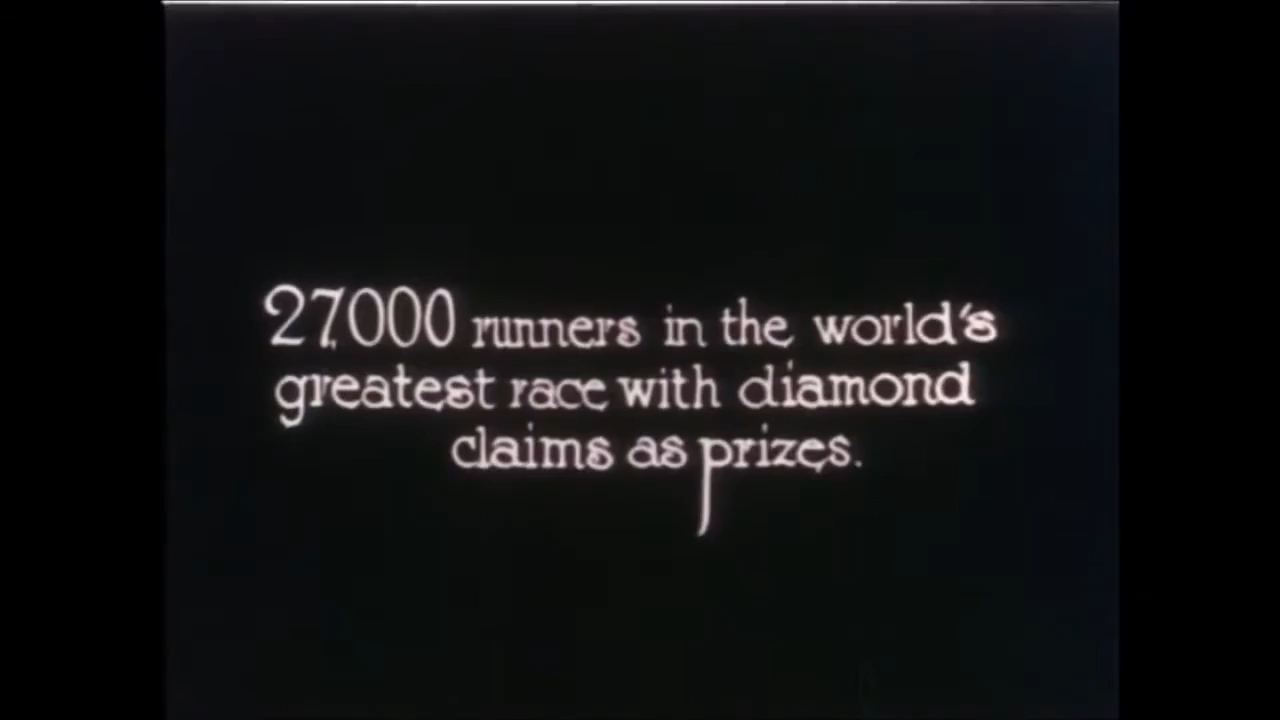 27,000 runners in the world's
greatest race with diamond
claims as prizes.